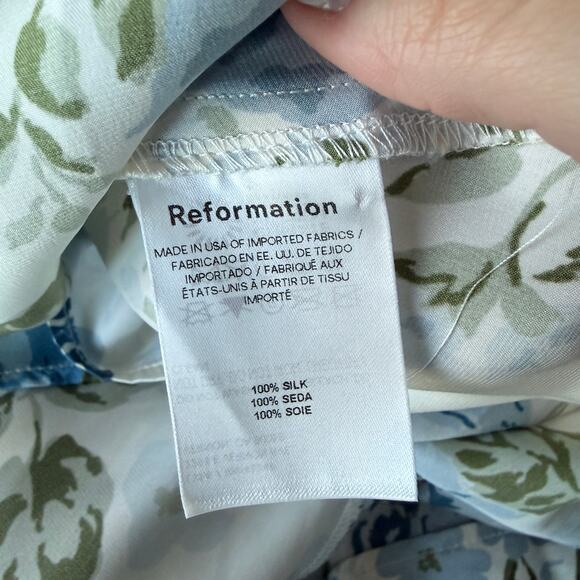 Reformation
MADE IN USA OF IMPORTED FABRICS /
FABRICADO EN EE. UU. DE TEJIDO
IMPORTADO / FABRIQUÉ AUX
ÉTATS-UNIS À PARTIR DE TISSU
IMPORTÉ
100% SILK
100% SEDA
100% SOIE